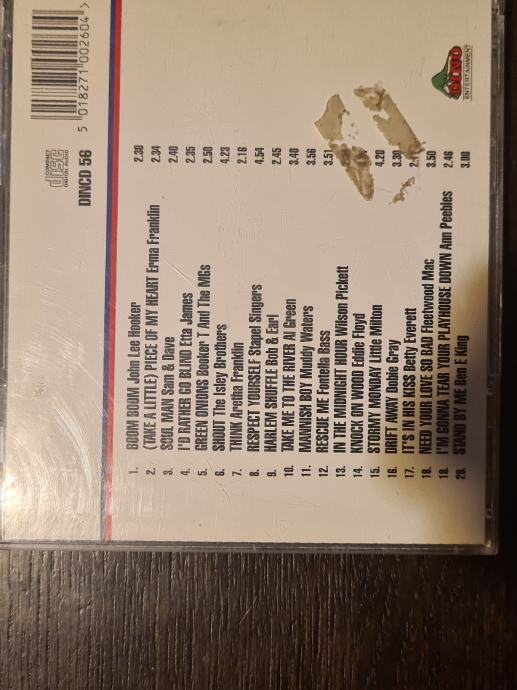 5 018271 002604 >
COMPACT disc DIGITAL AUDIO
DINCD 56
1. BOOM BOOM John Lee Hooker 2.30
2. (TAKE A LITTLE) PIECE OF MY HEART Erma Franklin 2.34
3. SOUL MAN Sam & Dave 2.40
4. I'D RATHER GO BLIND Etta James 2.35
5. GREEN ONIONS Booker T And The MGs 2.50
6. SHOUT The Isley Brothers 4.23
7. THINK Aretha Franklin 2.16
8. RESPECT YOURSELF Stapel Singers 4.54
9. HARLEM SHUFFLE Bob & Earl 2.45
10. TAKE ME TO THE RIVER Al Green 3.40
11. MANNISH BOY Muddy Waters 3.56
12. RESCUE ME Fontella Bass 3.51
13. IN THE MIDNIGHT HOUR Wilson Pickett
14. KNOCK ON WOOD Eddie Floyd
15. STORMY MONDAY Little Milton 4.20
16. DRIFT AWAY Dobie Gray 3.30
17. IT'S IN HIS KISS Betty Everett
18. NEED YOUR LOVE SO BAD Fleetwood Mac 3.50
19. I'M GONNA TEAR YOUR PLAYHOUSE DOWN Ann Peebles 2.46
20. STAND BY ME Ben E King 3.00
DINO
ENTERTAINMENT